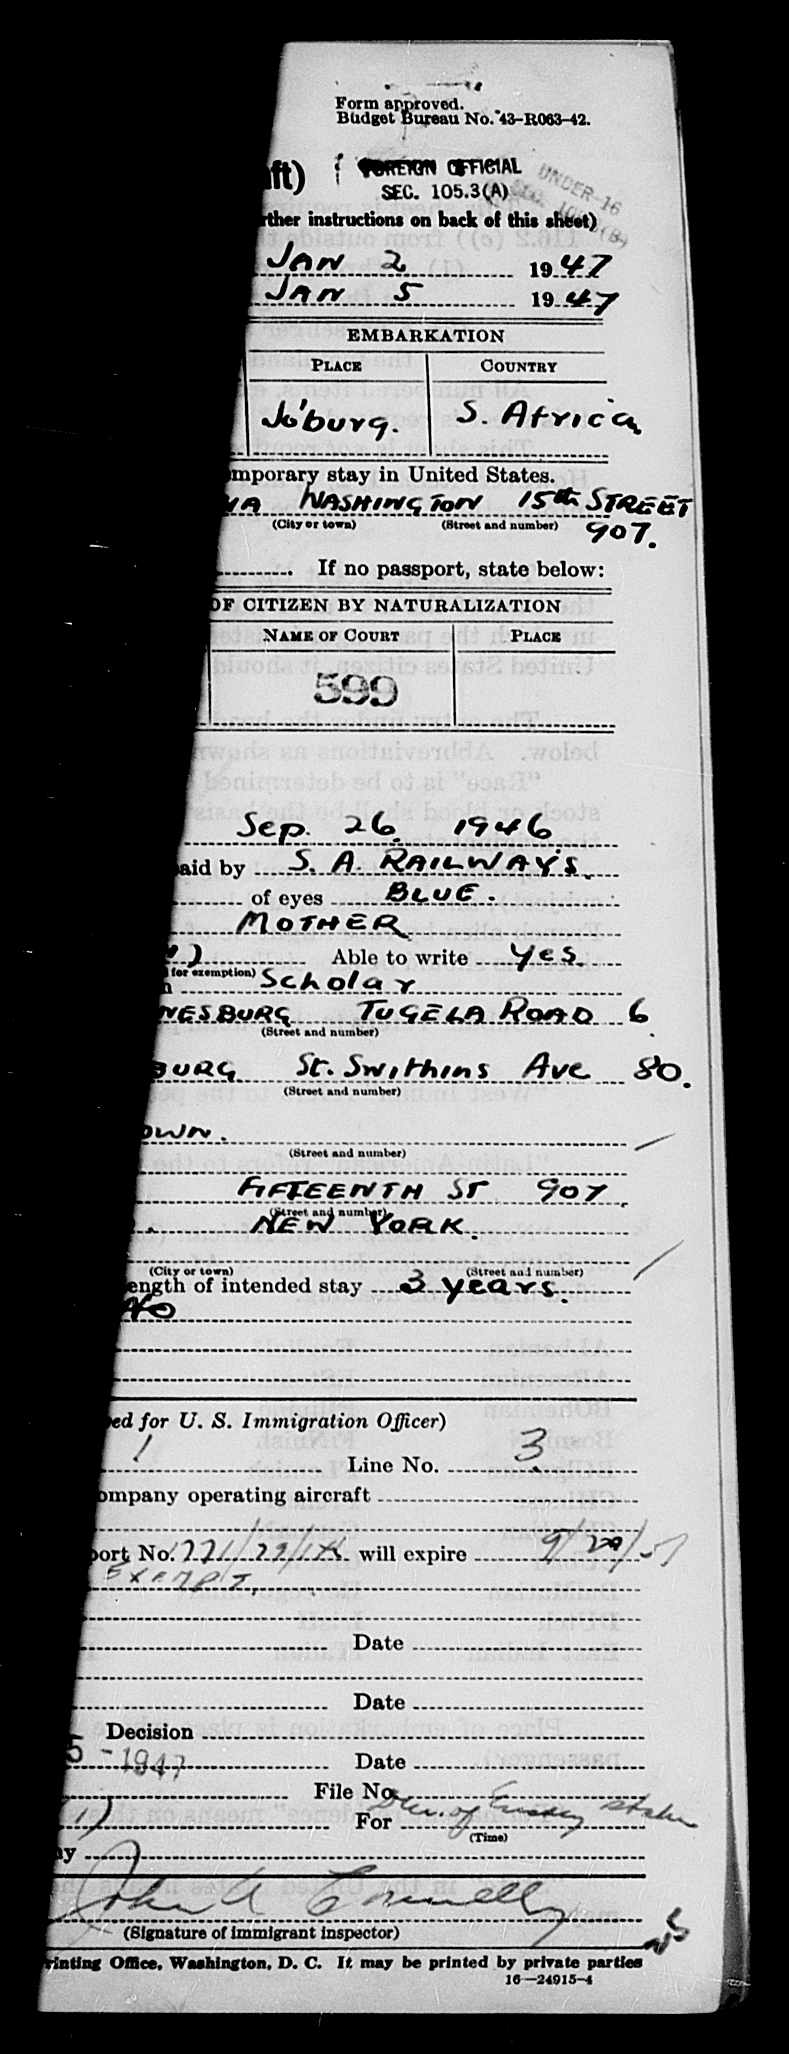 Form approved.
Budget Bureau No. 43-R063-42.
ft)
FOREIGN OFFICIAL
SEC. 105.3(A)
UNDER-16
rther instructions on back of this sheet)
JAN 2 1947
JAN 5 1947
EMBARKATION
PLACE COUNTRY
Jo'burg. S. Africa
mporary stay in United States.
WASHINGTON 15th STREET
(City or town) (Street and number)
907.
If no passport, state below:
OF CITIZEN BY NATURALIZATION
NAME OF COURT PLACE
599
Sep. 26. 1946.
aid by S. A. RAILWAYS.
of eyes BLUE.
MOTHER
Able to write Yes
for exemption)
Scholar
NESBURG TUGELA ROAD 6
(Street and number)
BURG St. Swithins Ave 80.
(Street and number)
OWN.
(Street and number)
FIFTEENTH ST 907.
(Street and number)
NEW YORK.
(City or town) (Street and number)
ength of intended stay 3 years.
No
ed for U. S. Immigration Officer)
1 Line No. 3
ompany operating aircraft
port No. will expire
EXEMPT.
Date
Date
Decision
5 - 1947 Date
File No.
For
(Time)
y
John A Connelly
(Signature of immigrant inspector)
rinting Office, Washington, D. C. It may be printed by private parties
16—24915-4